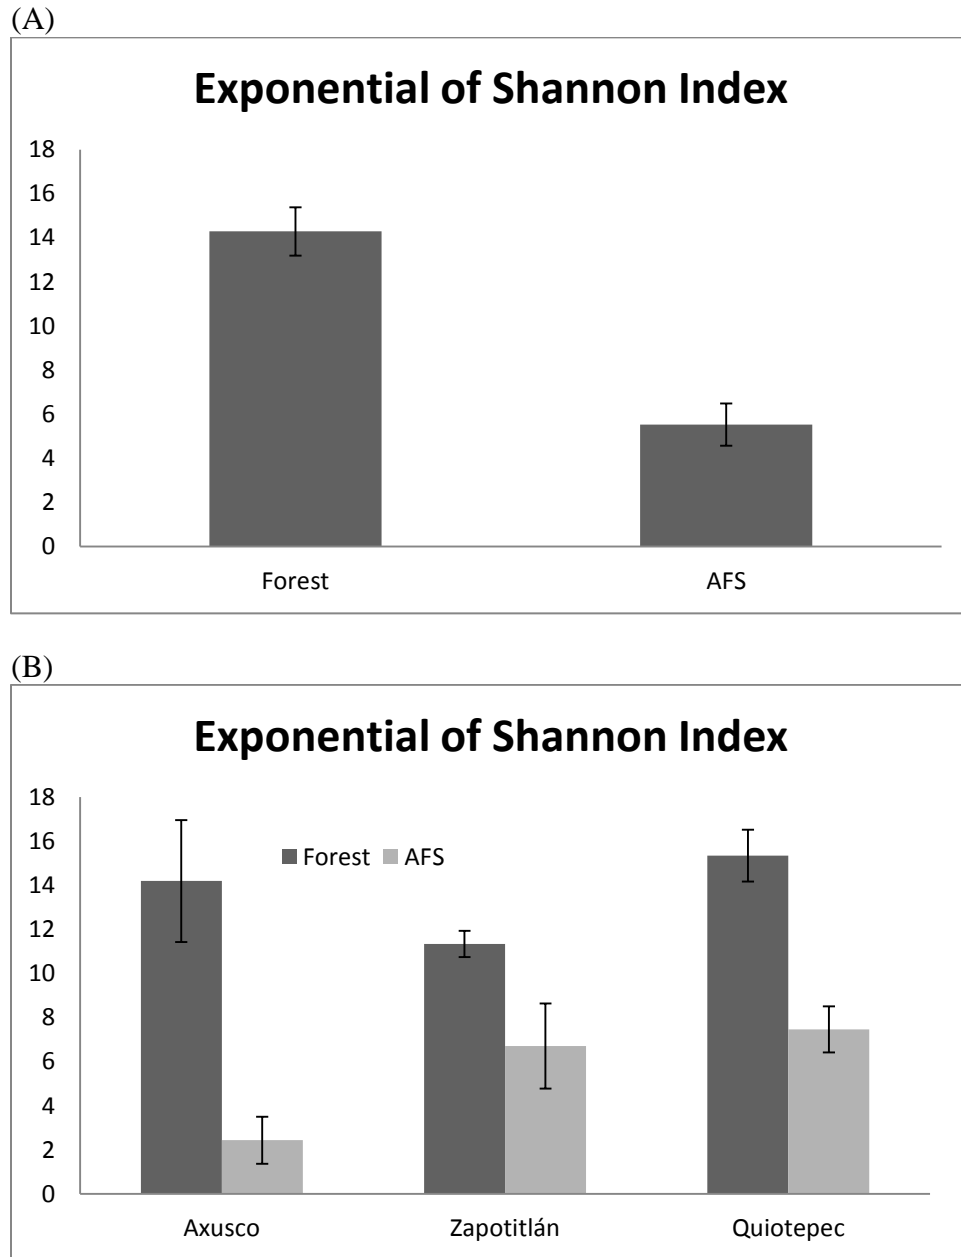 (A)
Exponential of Shannon Index
18
16
14
12
10
8
6
4
2
0
Forest AFS
(B)
Exponential of Shannon Index
18
16
14
12
10
8
6
4
2
0
Forest AFS
Axusco Zapotitlán Quiotepec